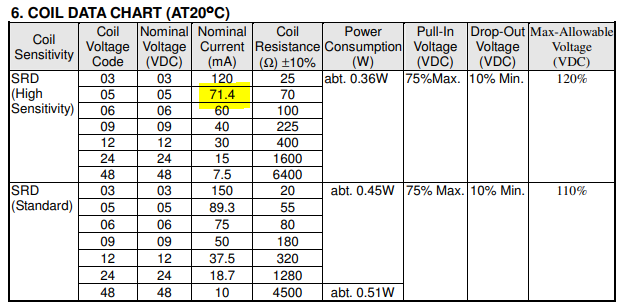 6. COIL DATA CHART (AT20ºC)
Coil Sensitivity | Coil Voltage Code | Nominal Voltage (VDC) | Nominal Current (mA) | Coil Resistance (Ω) ±10% | Power Consumption (W) | Pull-In Voltage (VDC) | Drop-Out Voltage (VDC) | Max-Allowable Voltage (VDC)
SRD (High Sensitivity) | 03 | 03 | 120 | 25 | abt. 0.36W | 75%Max. | 10% Min. | 120%
05 | 05 | 71.4 | 70
06 | 06 | 60 | 100
09 | 09 | 40 | 225
12 | 12 | 30 | 400
24 | 24 | 15 | 1600
48 | 48 | 7.5 | 6400
SRD (Standard) | 03 | 03 | 150 | 20 | abt. 0.45W | 75% Max. | 10% Min. | 110%
05 | 05 | 89.3 | 55
06 | 06 | 75 | 80
09 | 09 | 50 | 180
12 | 12 | 37.5 | 320
24 | 24 | 18.7 | 1280
48 | 48 | 10 | 4500 | abt. 0.51W